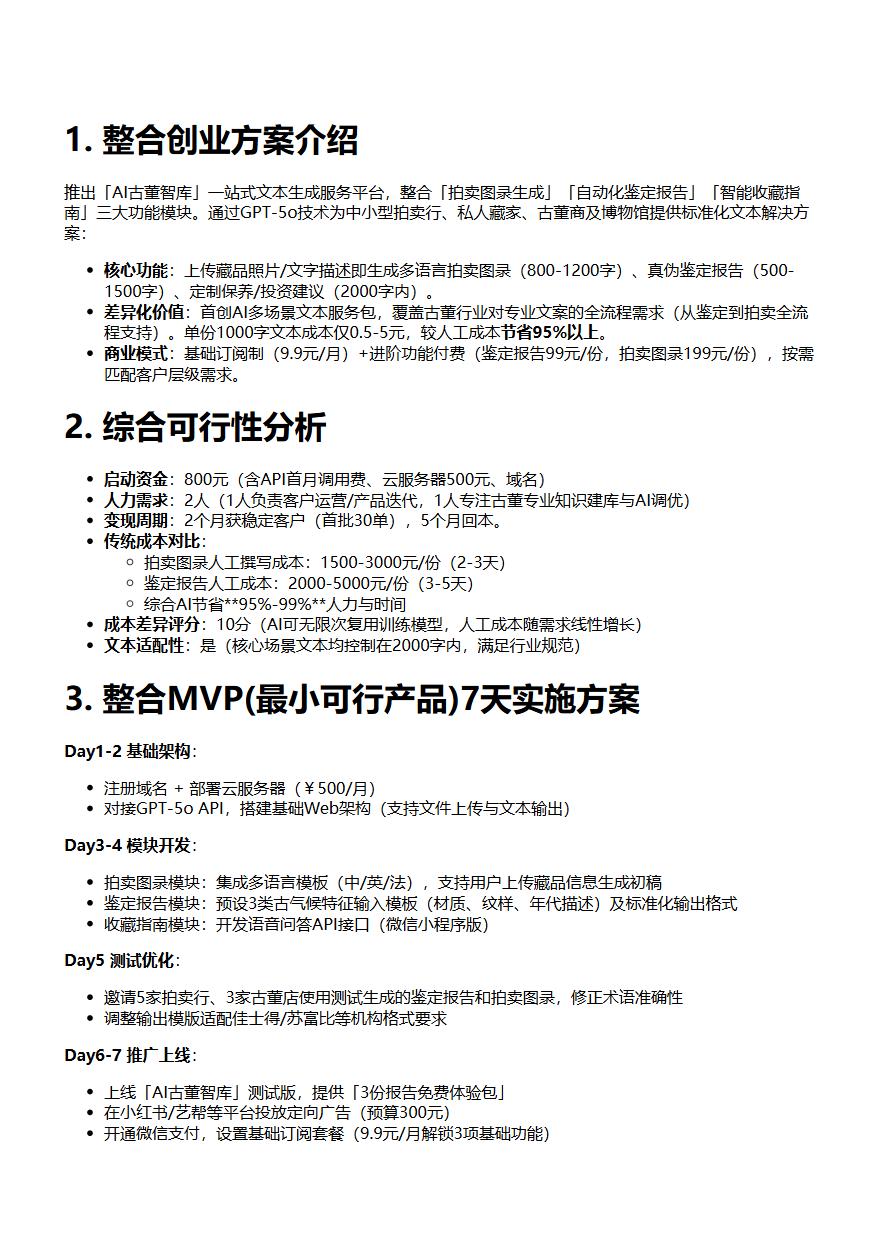 1. 整合创业方案介绍
推出「AI古董智库」一站式文本生成服务平台，整合「拍卖图录生成」「自动化鉴定报告」「智能收藏指
南」三大功能模块。通过GPT-5o技术为中小型拍卖行、私人藏家、古董商及博物馆提供标准化文本解决方
案：
• 核心功能：上传藏品照片/文字描述即生成多语言拍卖图录（800-1200字）、真伪鉴定报告（500-
1500字）、定制保养/投资建议（2000字内）。
• 差异化价值：首创AI多场景文本服务包，覆盖古董行业对专业文案的全流程需求（从鉴定到拍卖全流
程支持）。单份1000字文本成本仅0.5-5元，较人工成本节省95%以上。
• 商业模式：基础订阅制（9.9元/月）+进阶功能付费（鉴定报告99元/份，拍卖图录199元/份），按需
匹配客户层级需求。
2. 综合可行性分析
• 启动资金：800元（含API首月调用费、云服务器500元、域名）
• 人力需求：2人（1人负责客户运营/产品迭代，1人专注古董专业知识建库与AI调优）
• 变现周期：2个月获稳定客户（首批30单），5个月回本。
• 传统成本对比：
○ 拍卖图录人工撰写成本：1500-3000元/份（2-3天）
○ 鉴定报告人工成本：2000-5000元/份（3-5天）
○ 综合AI节省**95%-99%**人力与时间
• 成本差异评分：10分（AI可无限次复用训练模型，人工成本随需求线性增长）
• 文本适配性：是（核心场景文本均控制在2000字内，满足行业规范）
3. 整合MVP(最小可行产品)7天实施方案
Day1-2 基础架构：
• 注册域名 + 部署云服务器（￥500/月）
• 对接GPT-5o API，搭建基础Web架构（支持文件上传与文本输出）
Day3-4 模块开发：
• 拍卖图录模块：集成多语言模板（中/英/法），支持用户上传藏品信息生成初稿
• 鉴定报告模块：预设3类古气候特征输入模板（材质、纹样、年代描述）及标准化输出格式
• 收藏指南模块：开发语音问答API接口（微信小程序版）
Day5 测试优化：
• 邀请5家拍卖行、3家古董店使用测试生成的鉴定报告和拍卖图录，修正术语准确性
• 调整输出模版适配佳士得/苏富比等机构格式要求
Day6-7 推广上线：
• 上线「AI古董智库」测试版，提供「3份报告免费体验包」
• 在小红书/艺帮等平台投放定向广告（预算300元）
• 开通微信支付，设置基础订阅套餐（9.9元/月解锁3项基础功能）